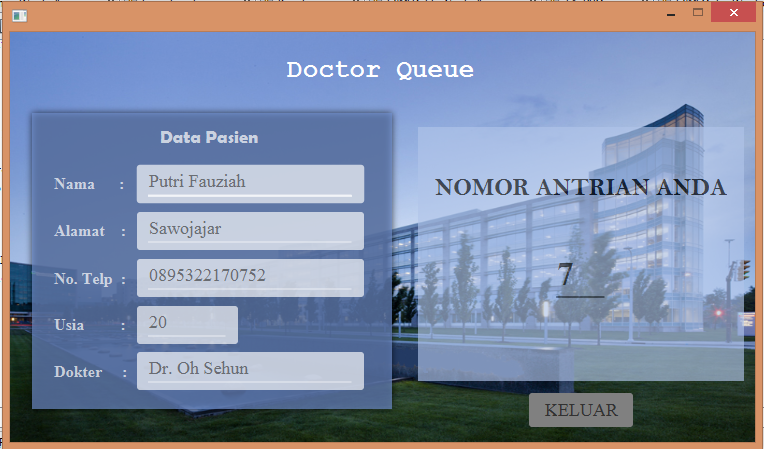 Doctor Queue
Data Pasien
Nama : Putri Fauziah
Alamat : Sawojajar
No. Telp : 0895322170752
Usia : 20
Dokter : Dr. Oh Sehun
NOMOR ANTRIAN ANDA
7
KELUAR